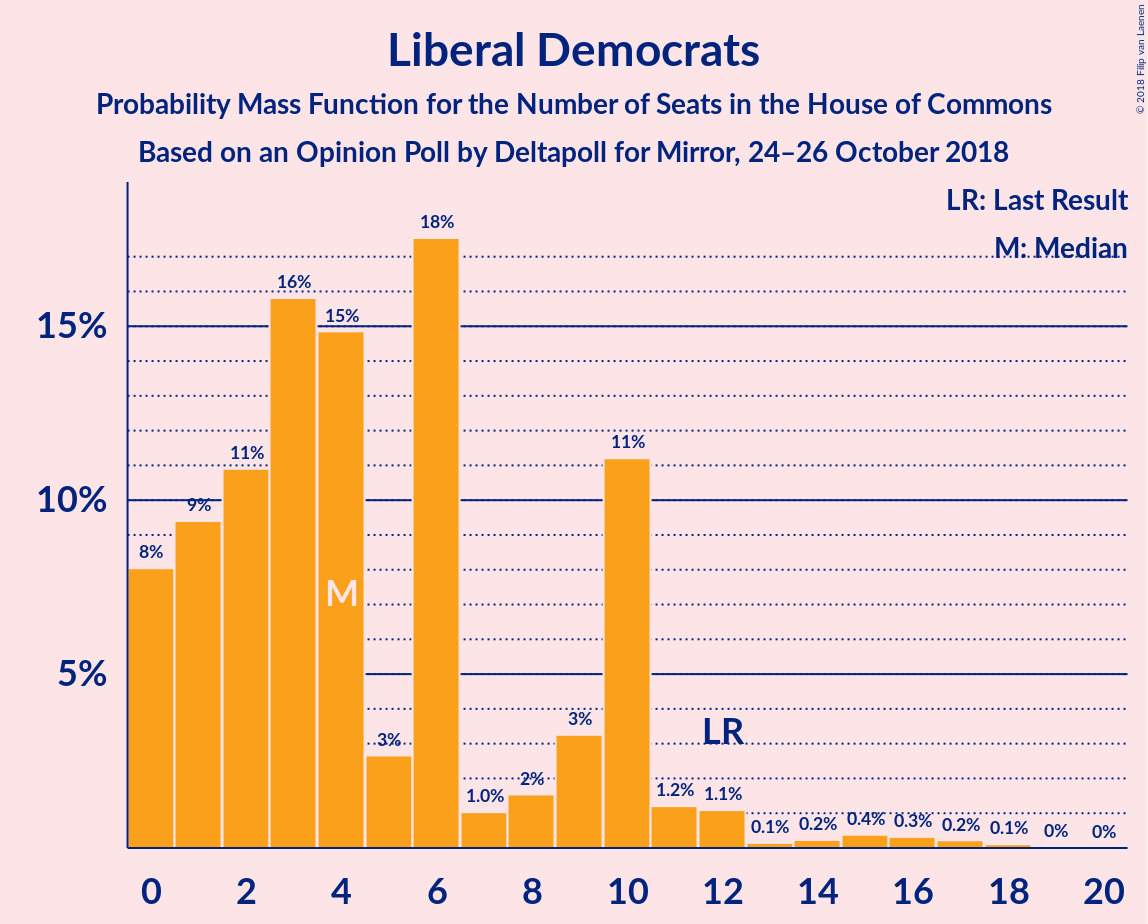 Liberal Democrats
Probability Mass Function for the Number of Seats in the House of Commons
Based on an Opinion Poll by Deltapoll for Mirror, 24–26 October 2018
© 2018 Filip van Laenen
LR: Last Result
M: Median
18%
16%
15%
15%
11%
11%
10%
9%
8%
M
5%
3%
LR
3%
2%
1.0%
1.2%
1.1%
0.1%
0.2%
0.4%
0.3%
0.2%
0.1%
0%
0%
0 2 4 6 8 10 12 14 16 18 20